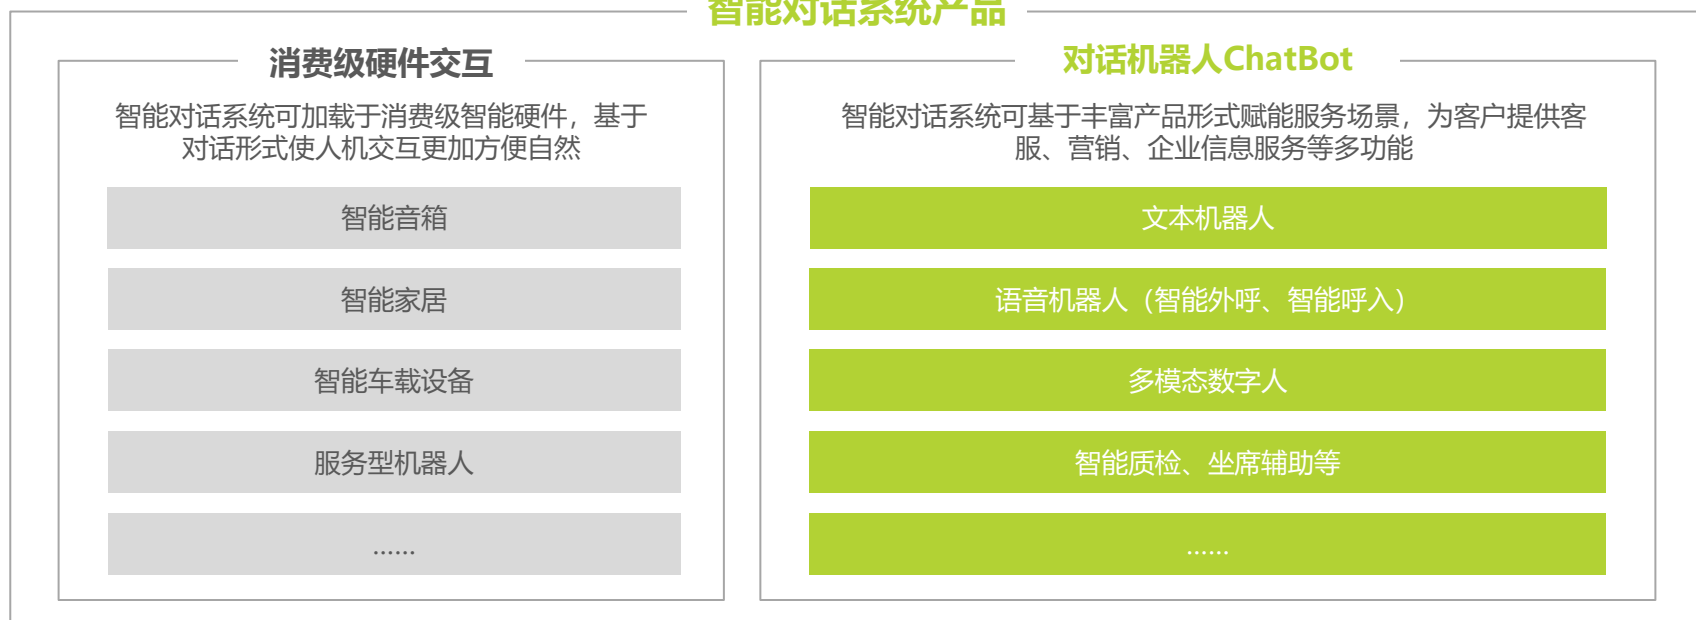 智能对话系统产品
消费级硬件交互
智能对话系统可加载于消费级智能硬件，基于
对话形式使人机交互更加方便自然
智能音箱
智能家居
智能车载设备
服务型机器人
……
对话机器人ChatBot
智能对话系统可基于丰富产品形式赋能服务场景，为客户提供客
服、营销、企业信息服务等多功能
文本机器人
语音机器人（智能外呼、智能呼入）
多模态数字人
智能质检、坐席辅助等
……